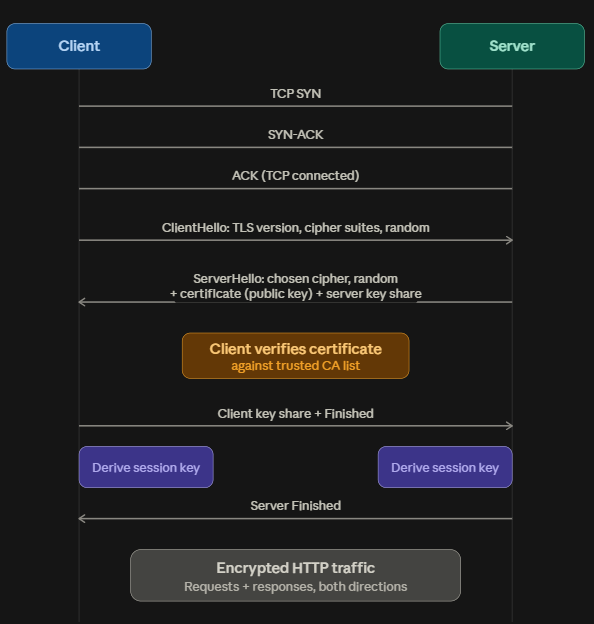 Client
Server
TCP SYN
SYN-ACK
ACK (TCP connected)
ClientHello: TLS version, cipher suites, random
ServerHello: chosen cipher, random
+ certificate (public key) + server key share
Client verifies certificate
against trusted CA list
Client key share + Finished
Derive session key
Derive session key
Server Finished
Encrypted HTTP traffic
Requests + responses, both directions